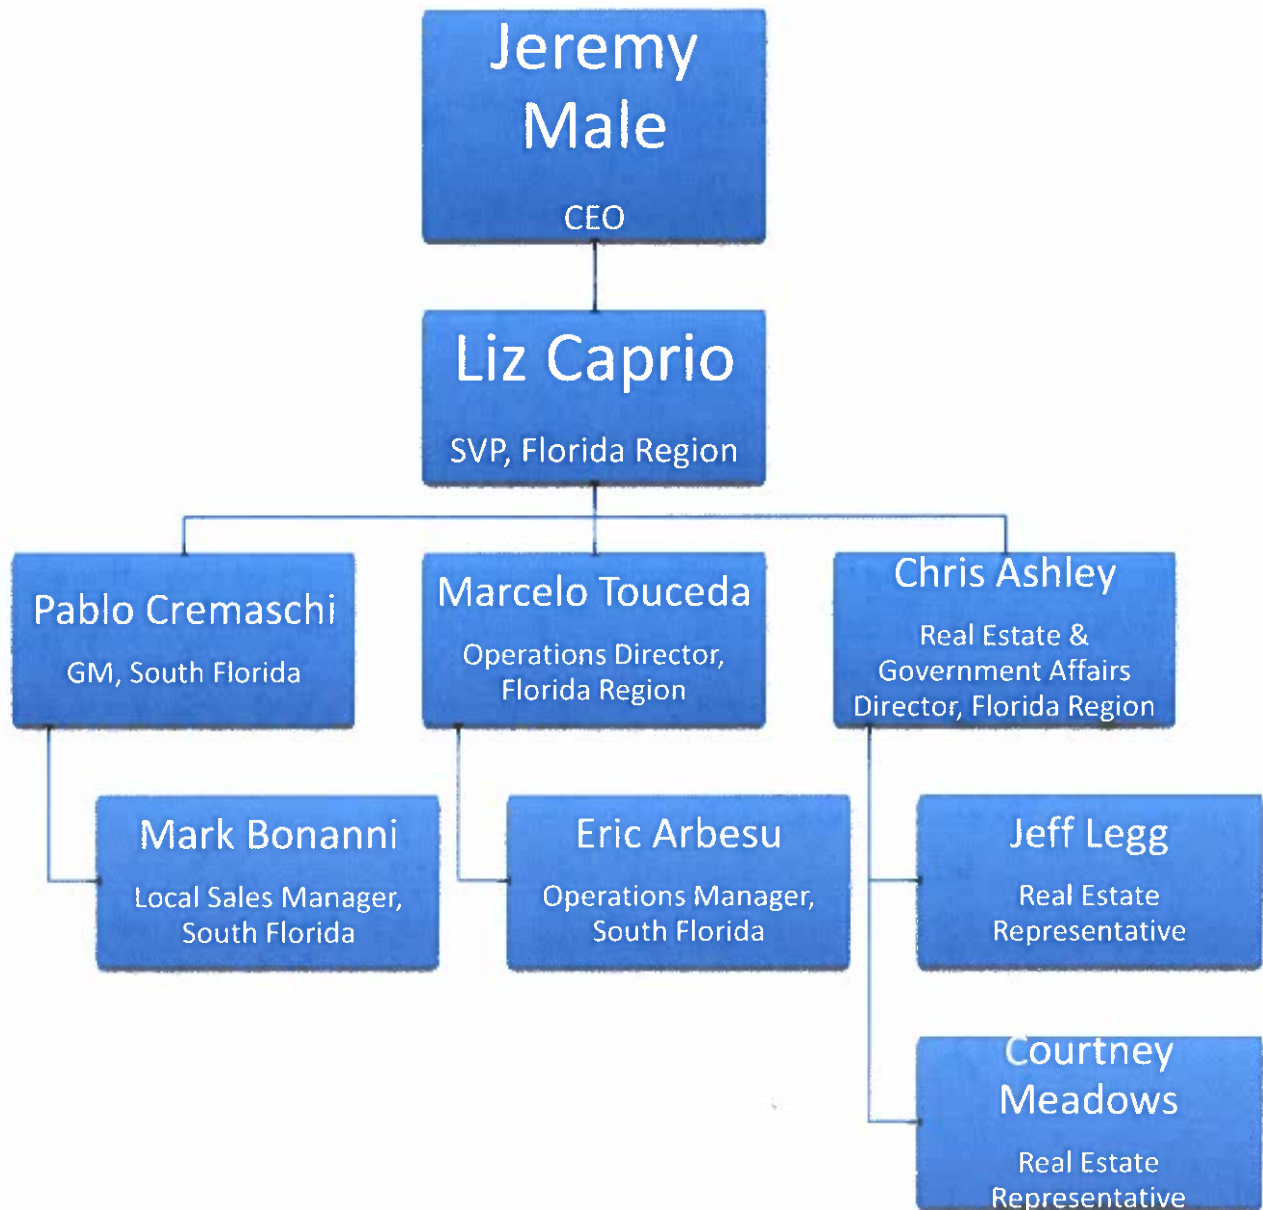 Jeremy
Male
CEO
Liz Caprio
SVP, Florida Region
Pablo Cremaschi
GM, South Florida
Marcelo Touceda
Operations Director,
Florida Region
Chris Ashley
Real Estate &
Government Affairs
Director, Florida Region
Mark Bonanni
Local Sales Manager,
South Florida
Eric Arbesu
Operations Manager,
South Florida
Jeff Legg
Real Estate
Representative
Courtney
Meadows
Real Estate
Representative